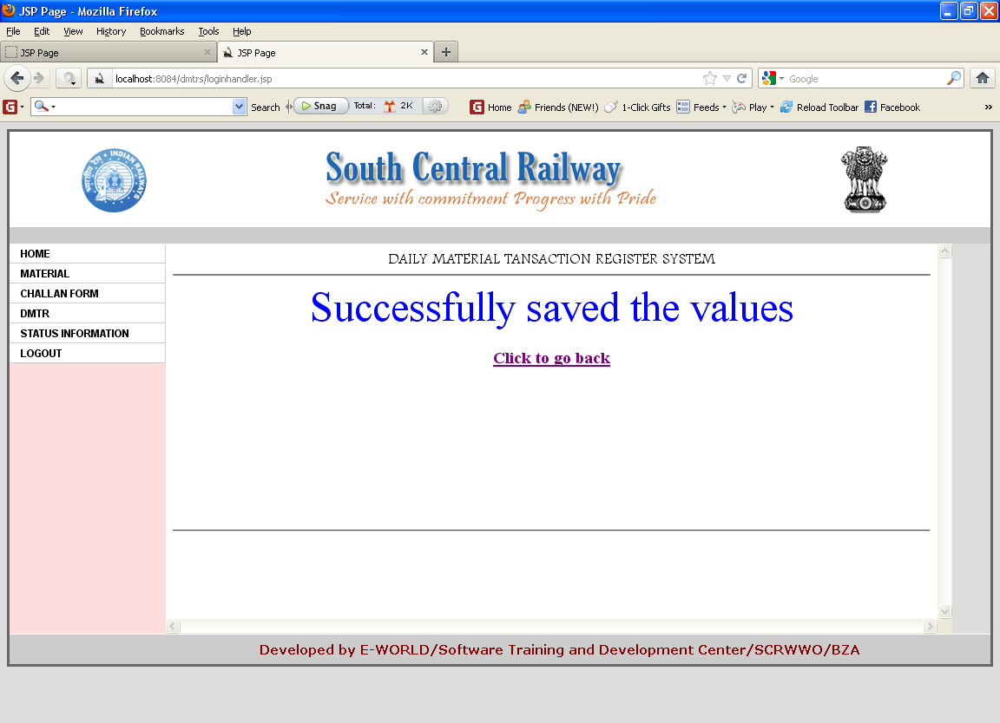 JSP Page - Mozilla Firefox
File Edit View History Bookmarks Tools Help
JSP Page
JSP Page
localhost:8084/dmtrs/loginhandler.jsp
Google
G
Search
Snag
Total: 2K
G Home Friends (NEW!) 1-Click Gifts Feeds Play Reload Toolbar Facebook »
INDIAN RAILWAYS
भारतीय रेल
South Central Railway
Service with commitment Progress with Pride
HOME
MATERIAL
CHALLAN FORM
DMTR
STATUS INFORMATION
LOGOUT
DAILY MATERIAL TANSACTION REGISTER SYSTEM
Successfully saved the values
Click to go back
Developed by E-WORLD/Software Training and Development Center/SCRWWO/BZA